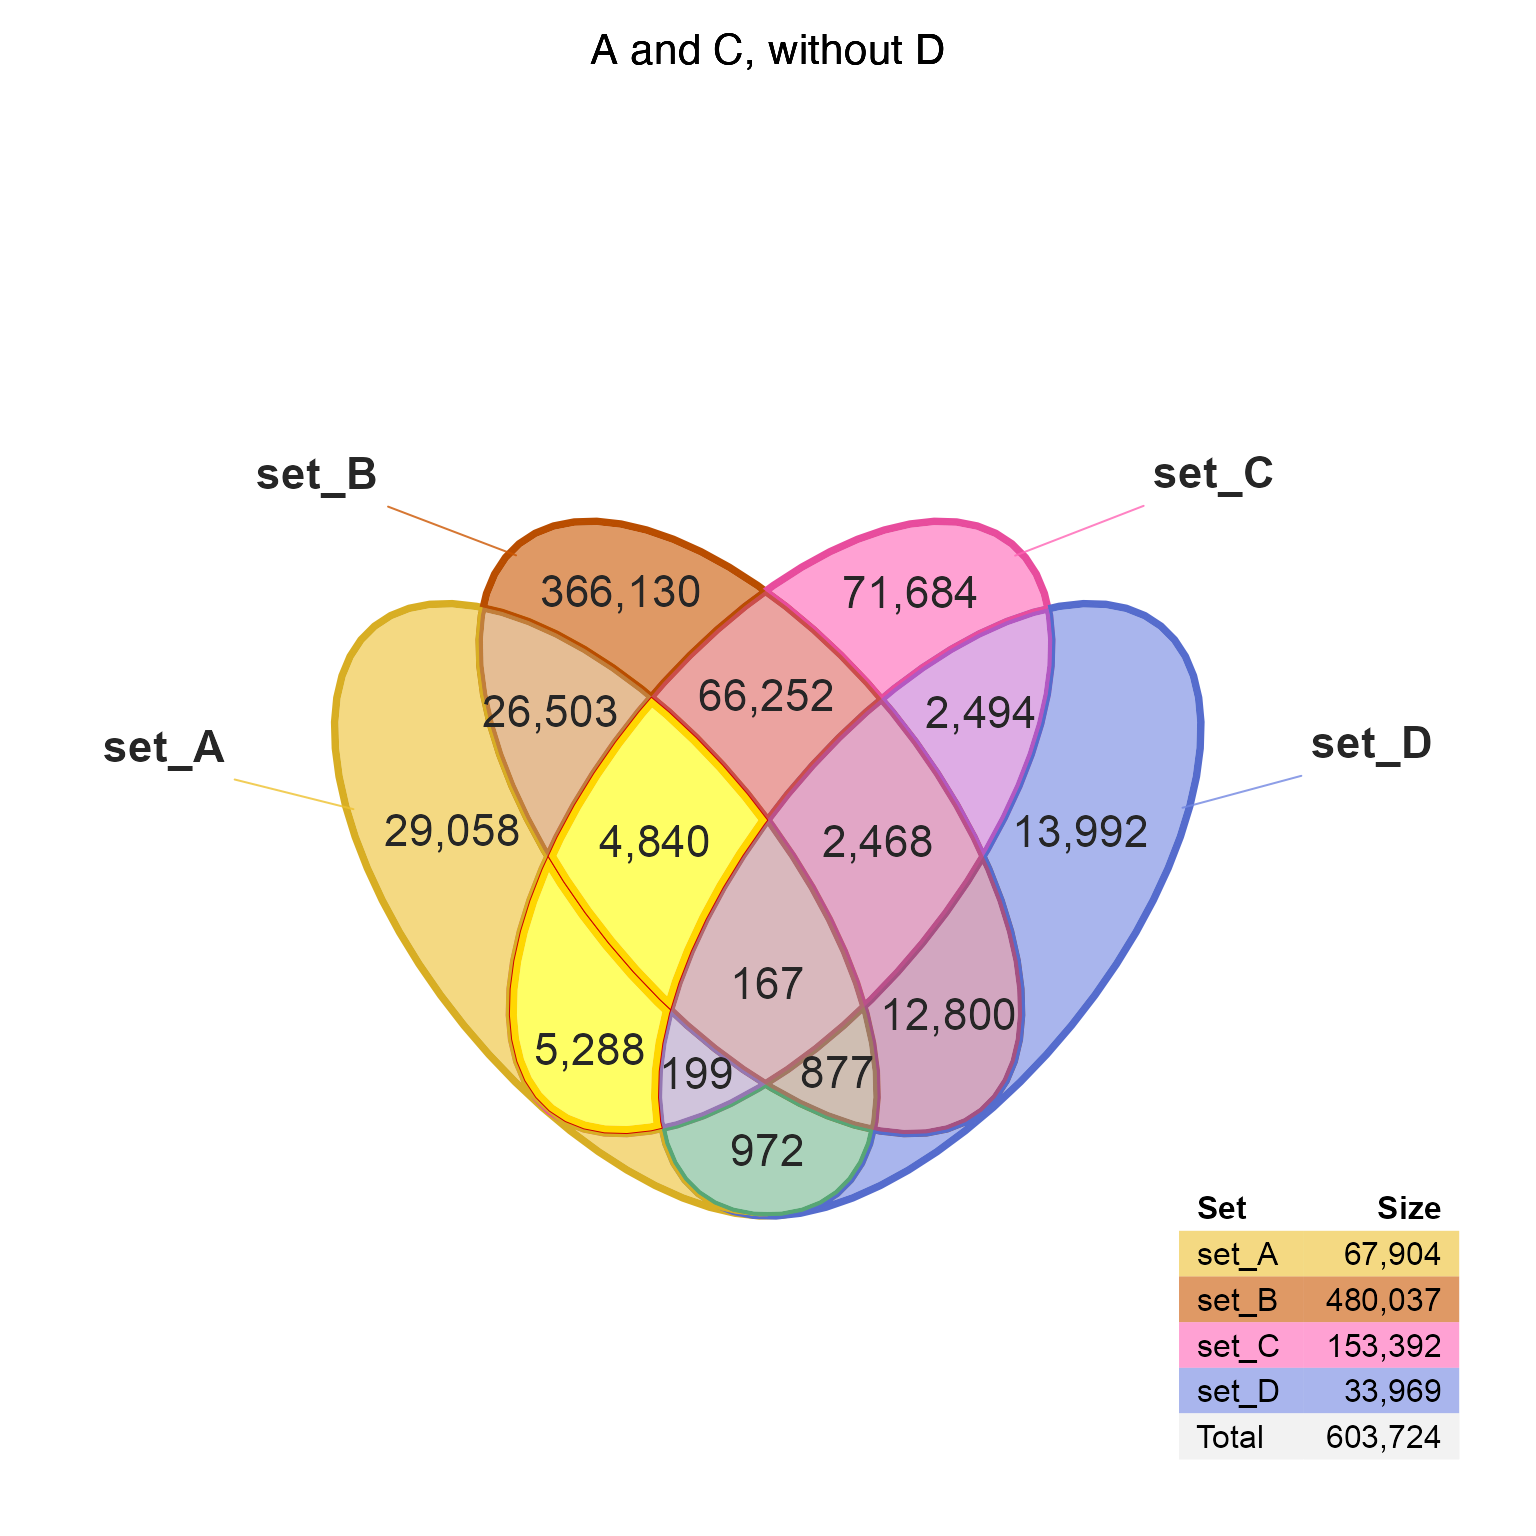 A and C, without D
set_B
set_C
366,130
71,684
66,252
26,503
2,494
set_A
set_D
29,058
4,840
2,468
13,992
167
12,800
5,288
199
877
972
Set Size
set_A 67,904
set_B 480,037
set_C 153,392
set_D 33,969
Total 603,724